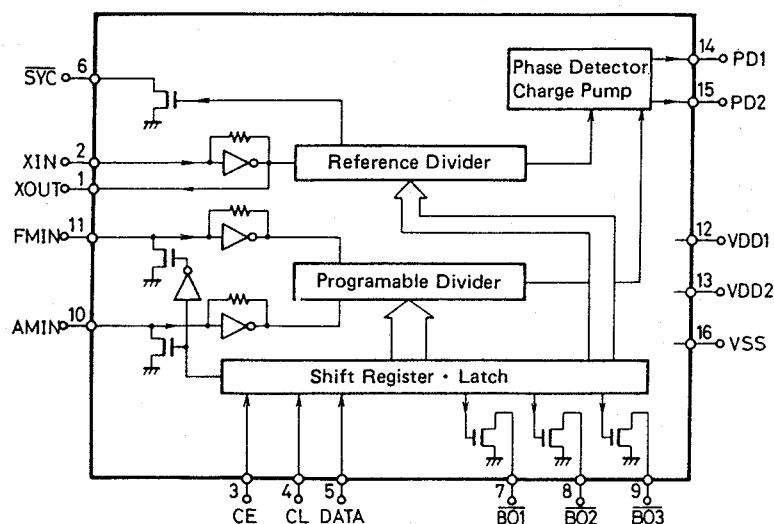 14
PD1
6
SYC
Phase Detector
Charge Pump
15
PD2
XIN
2
Reference Divider
XOUT
1
FMIN
11
12
VDD1
Programable Divider
13
VDD2
AMIN
10
16
VSS
Shift Register · Latch
3
4
5
7
8
9
CE
CL
DATA
BO1
BO2
BO3